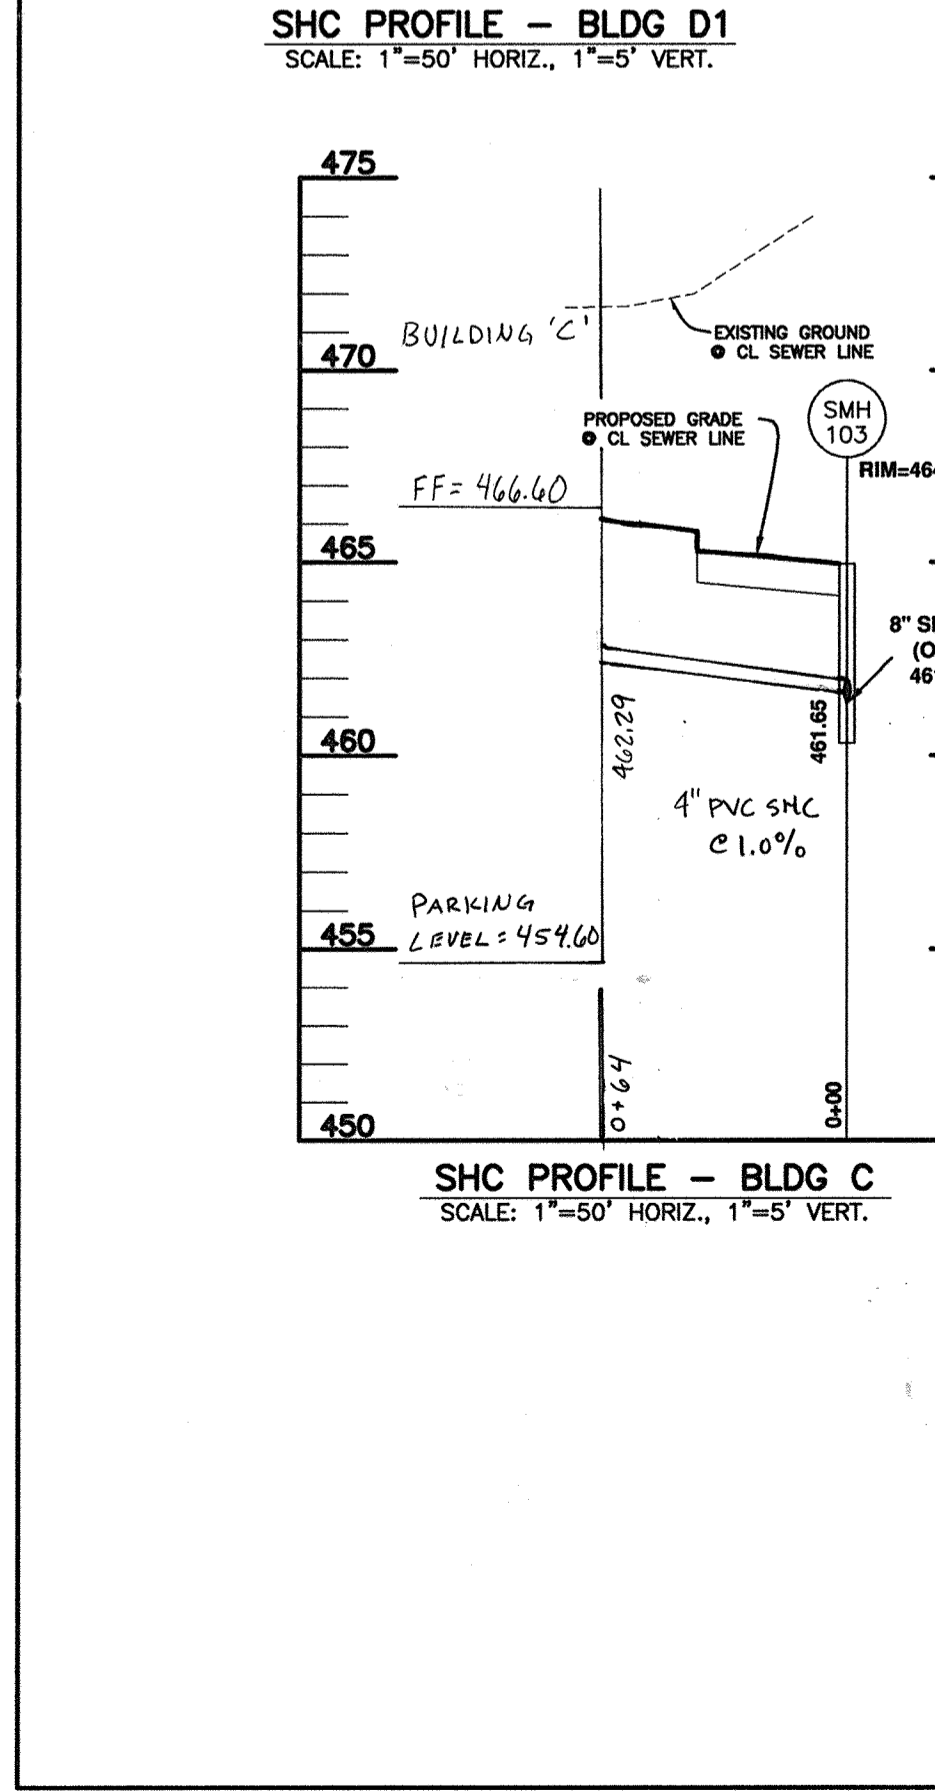 SHC PROFILE – BLDG D1
SCALE: 1"=50' HORIZ., 1"=5' VERT.
475
BUILDING 'C'
EXISTING GROUND
@ CL SEWER LINE
470
SMH
103
PROPOSED GRADE
@ CL SEWER LINE
RIM=464
FF= 466.60
465
8" S
(O
461
462.29
461.65
460
4" PVC SHC
@ 1.0%
PARKING
LEVEL = 454.60
455
0+64
0+00
450
SHC PROFILE – BLDG C
SCALE: 1"=50' HORIZ., 1"=5' VERT.